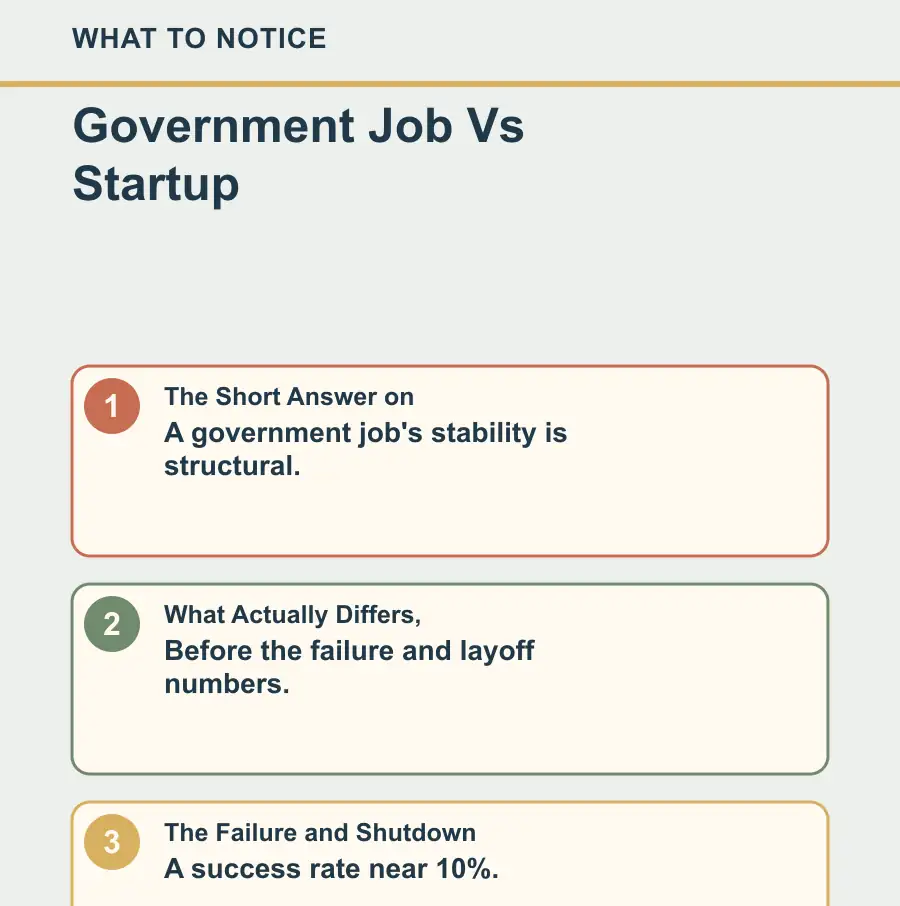 WHAT TO NOTICE
Government Job Vs
Startup
1
The Short Answer on
A government job's stability is
structural.
2
What Actually Differs,
Before the failure and layoff
numbers.
3
The Failure and Shutdown
A success rate near 10%.